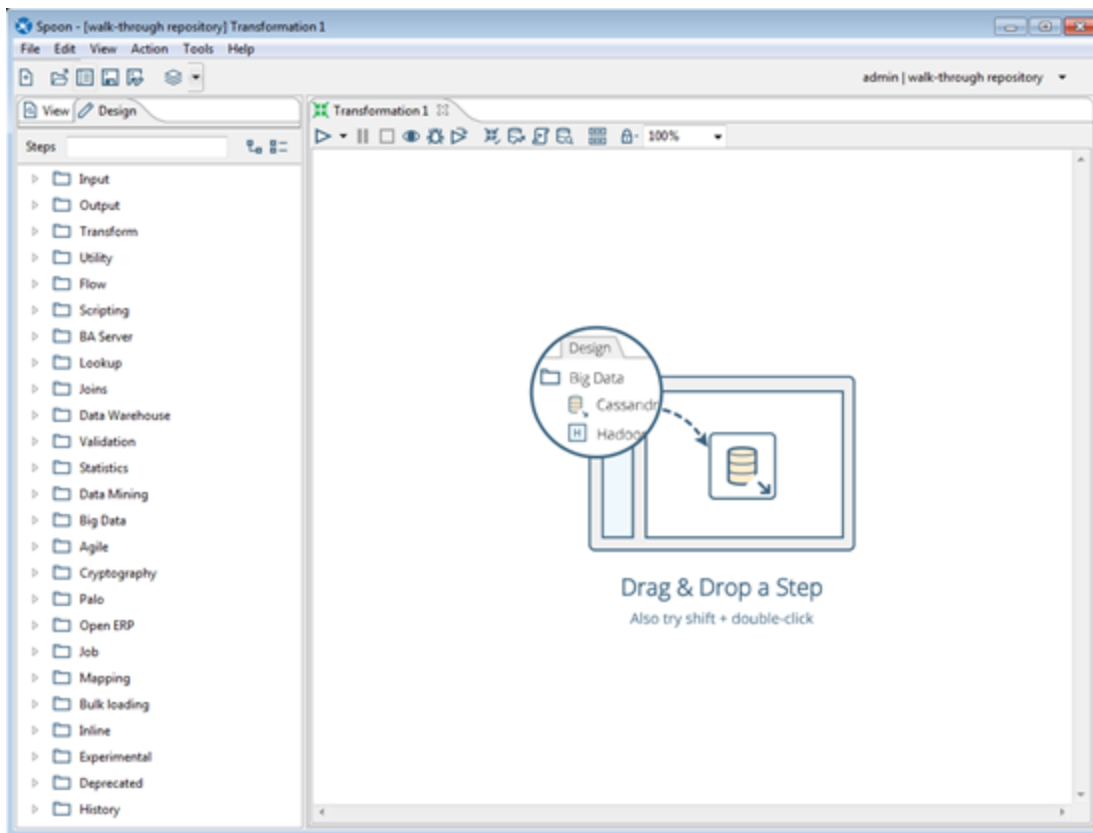 Spoon - [walk-through repository] Transformation 1
File Edit View Action Tools Help
admin | walk-through repository
View Design
Transformation 1
Steps
100%
Input
Output
Transform
Utility
Flow
Scripting
BA Server
Lookup
Joins
Data Warehouse
Validation
Statistics
Data Mining
Big Data
Agile
Cryptography
Palo
Open ERP
Job
Mapping
Bulk loading
Inline
Experimental
Deprecated
History
Design
Big Data
Cassandr
H Hadoop
Drag & Drop a Step
Also try shift + double-click